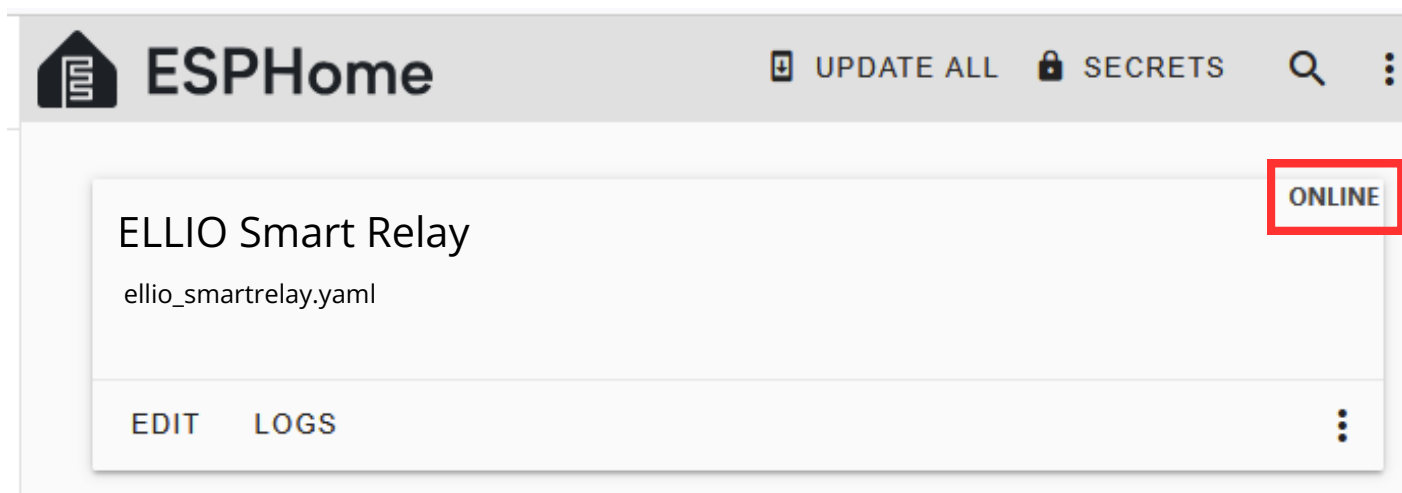 ESPHome UPDATE ALL SECRETS
ONLINE
ELLIO Smart Relay
ellio_smartrelay.yaml
EDIT LOGS